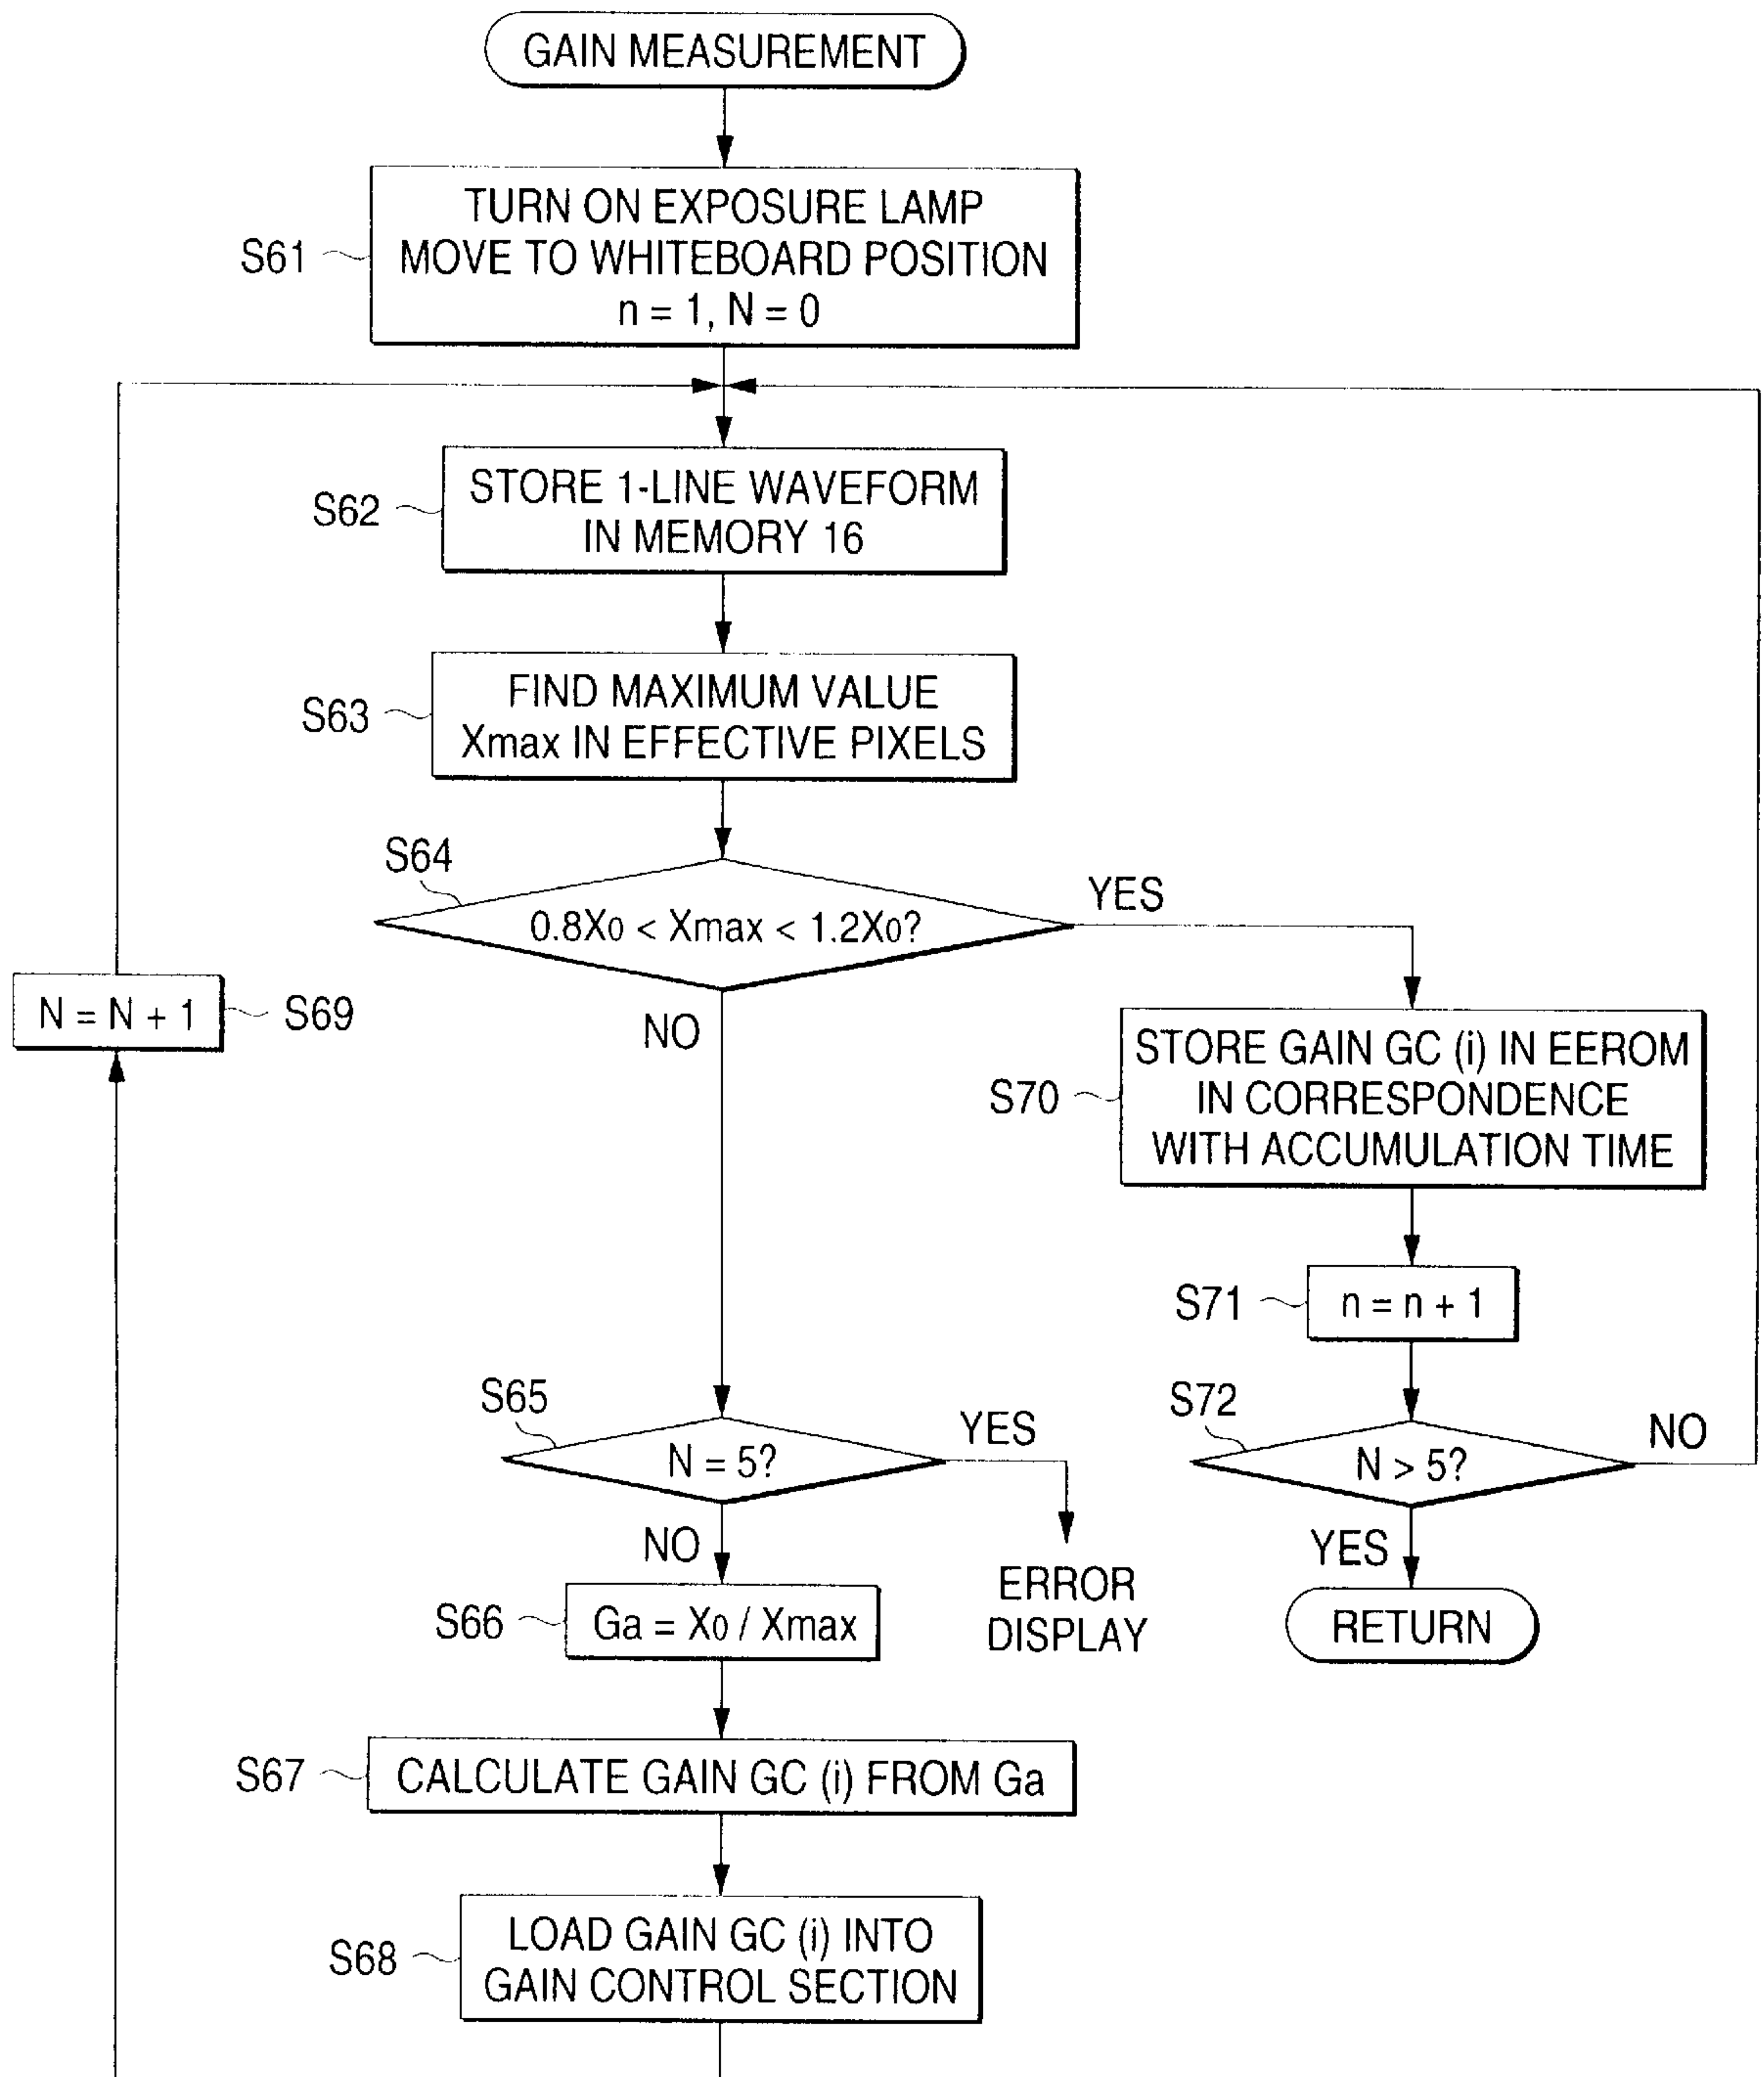 GAIN MEASUREMENT
S61
TURN ON EXPOSURE LAMP
MOVE TO WHITEBOARD POSITION
n = 1, N = 0
S62
STORE 1-LINE WAVEFORM
IN MEMORY 16
S63
FIND MAXIMUM VALUE
Xmax IN EFFECTIVE PIXELS
S64
0.8X0 < Xmax < 1.2X0?
YES
NO
N = N + 1
S69
S70
STORE GAIN GC (i) IN EEROM
IN CORRESPONDENCE
WITH ACCUMULATION TIME
S71
n = n + 1
S65
N = 5?
YES
NO
S72
N > 5?
NO
YES
ERROR
DISPLAY
RETURN
S66
Ga = X0 / Xmax
S67
CALCULATE GAIN GC (i) FROM Ga
S68
LOAD GAIN GC (i) INTO
GAIN CONTROL SECTION